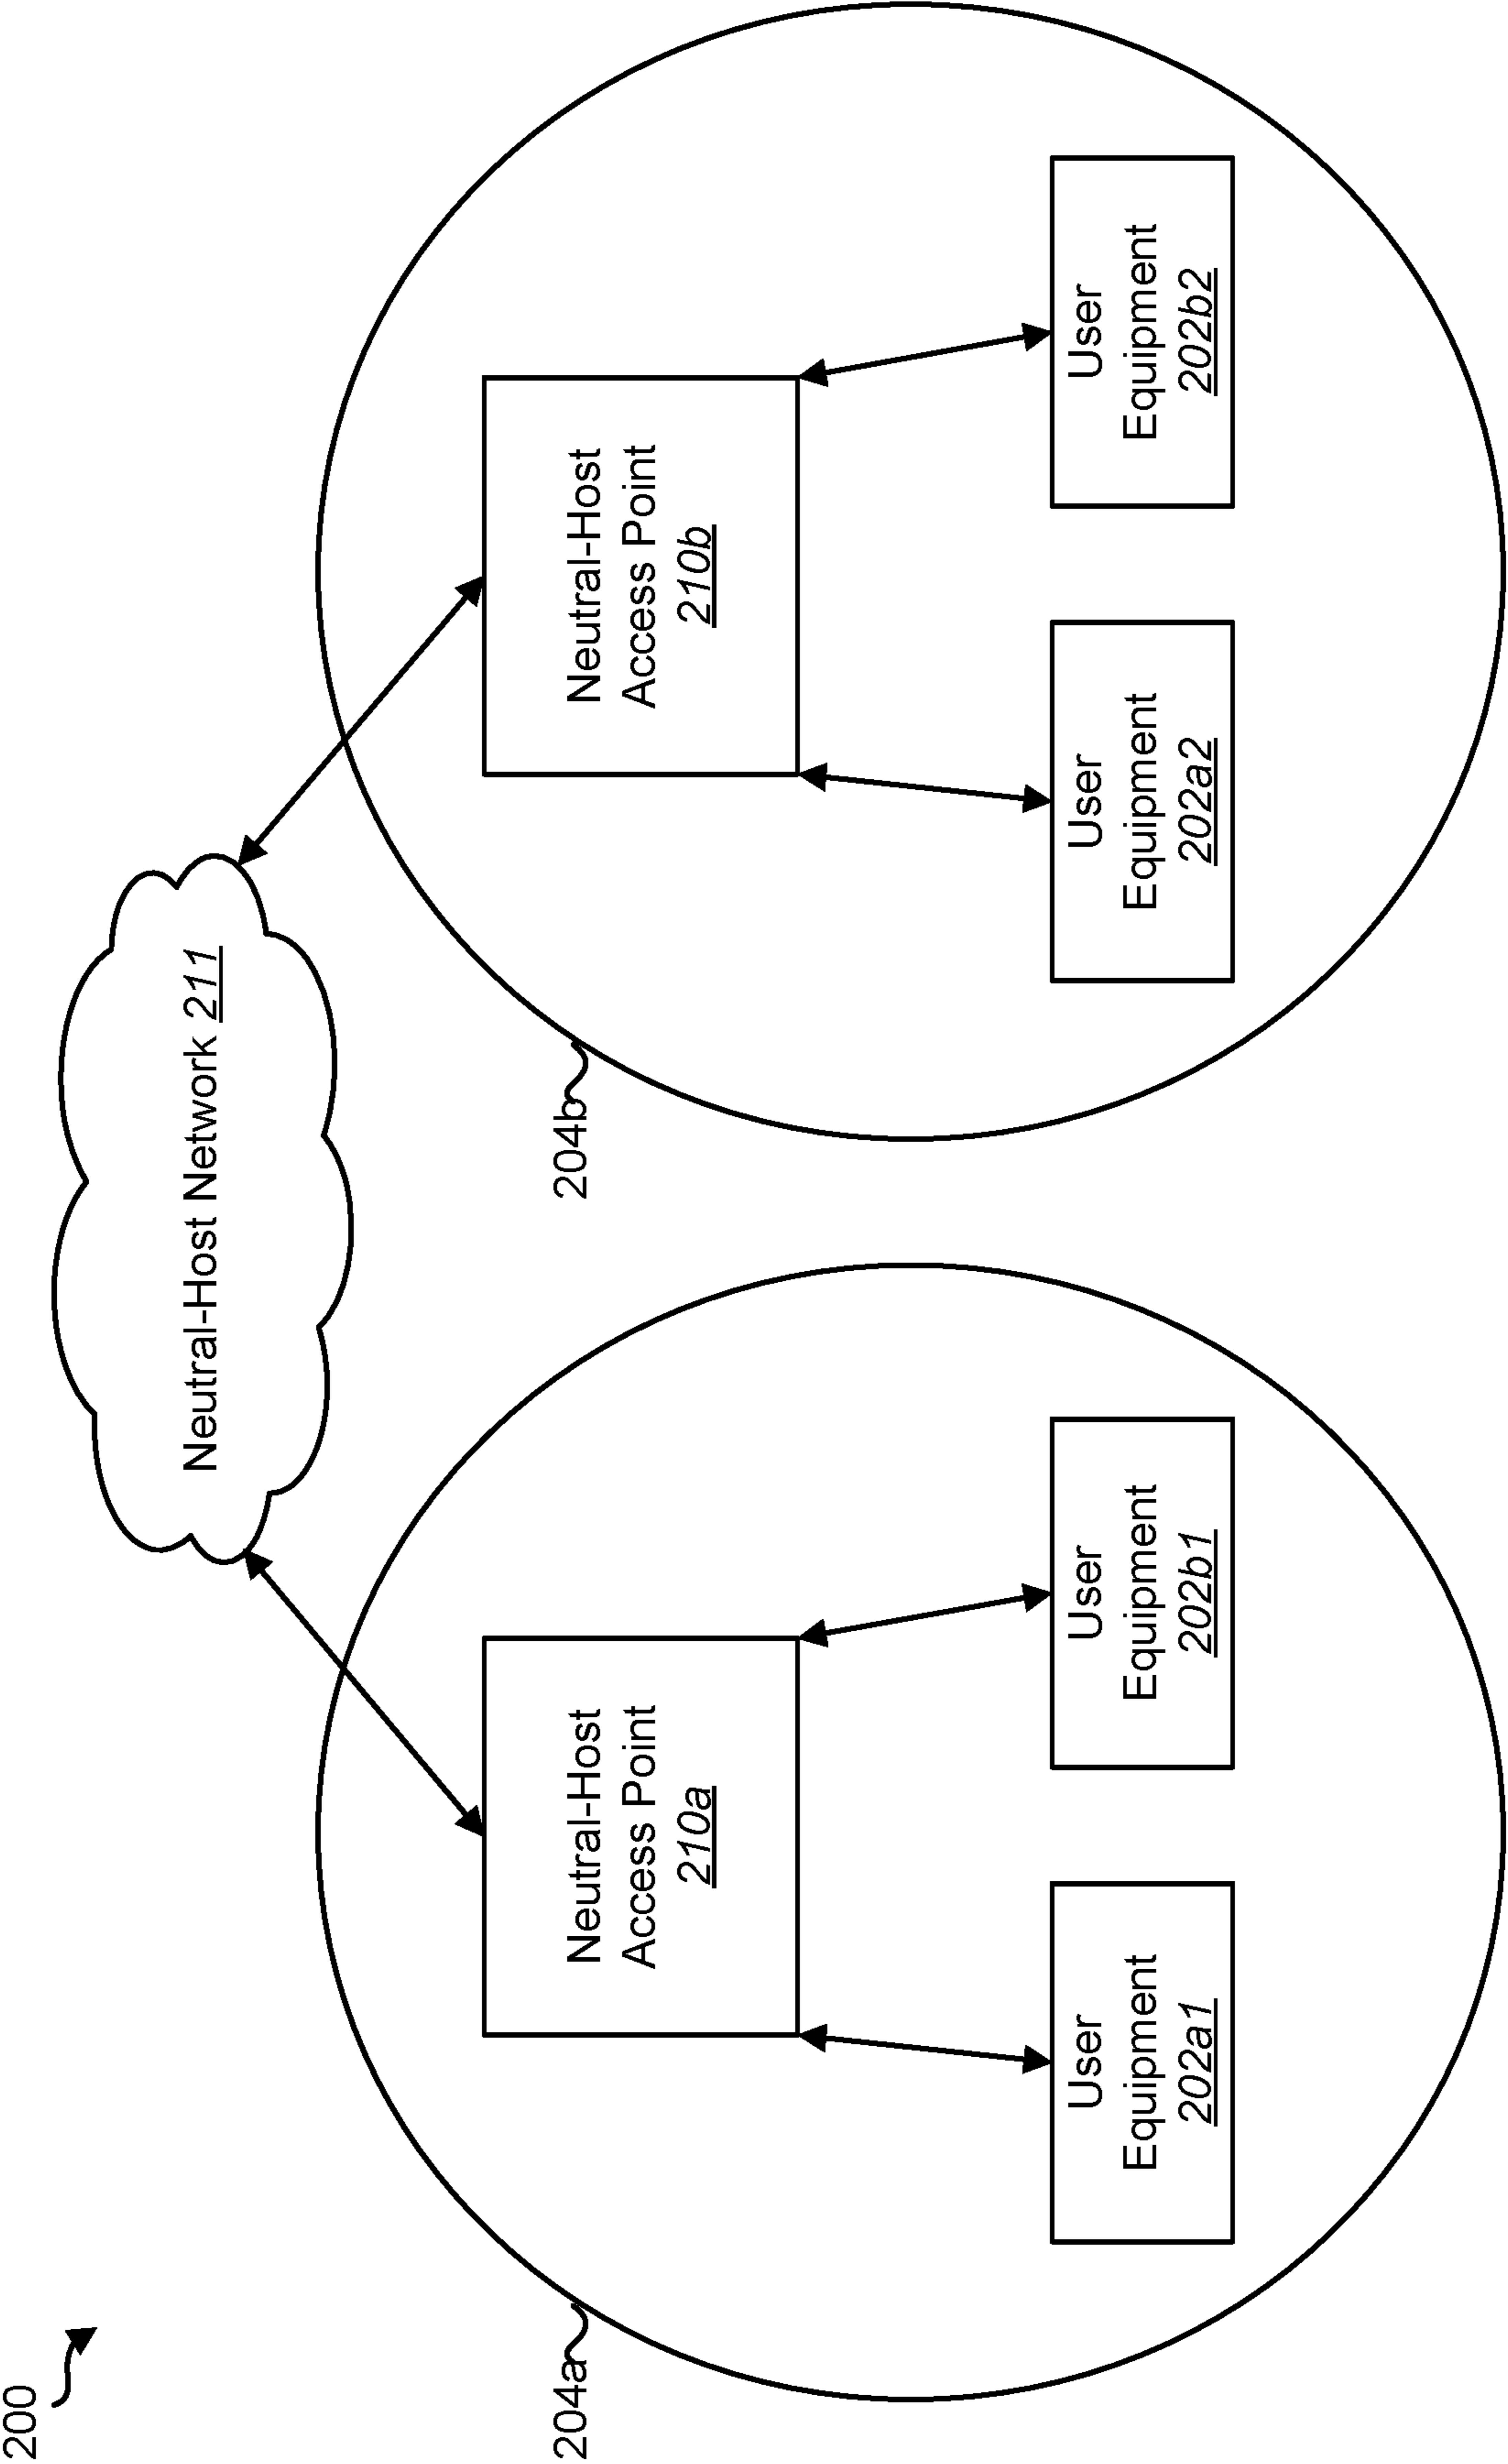 200
Neutral-Host Network 211
204a
Neutral-Host
Access Point
210a
User
Equipment
202a1
User
Equipment
202b1
204b
Neutral-Host
Access Point
210b
User
Equipment
202a2
User
Equipment
202b2